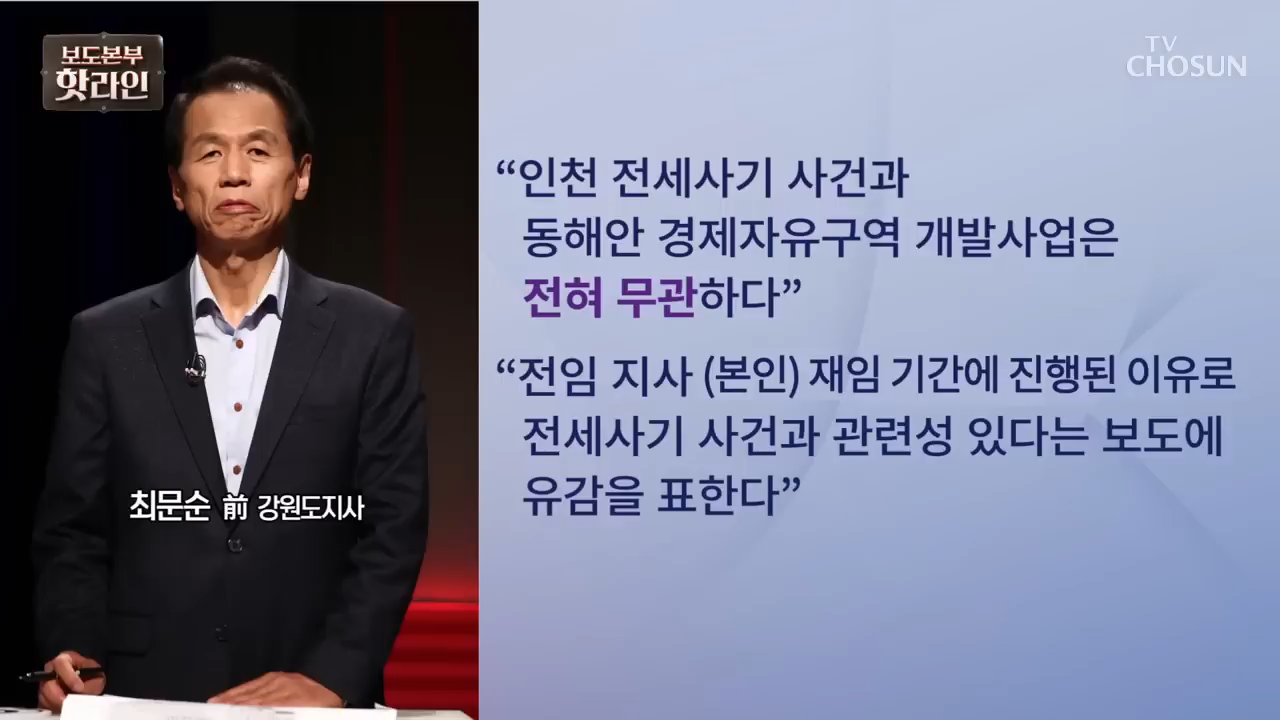 보도본부
핫라인
TV
CHOSUN
“인천 전세사기 사건과
동해안 경제자유구역 개발사업은
전혀 무관하다”
“전임 지사 (본인) 재임 기간에 진행된 이유로
전세사기 사건과 관련성 있다는 보도에
유감을 표한다”
최문순 前 강원도지사